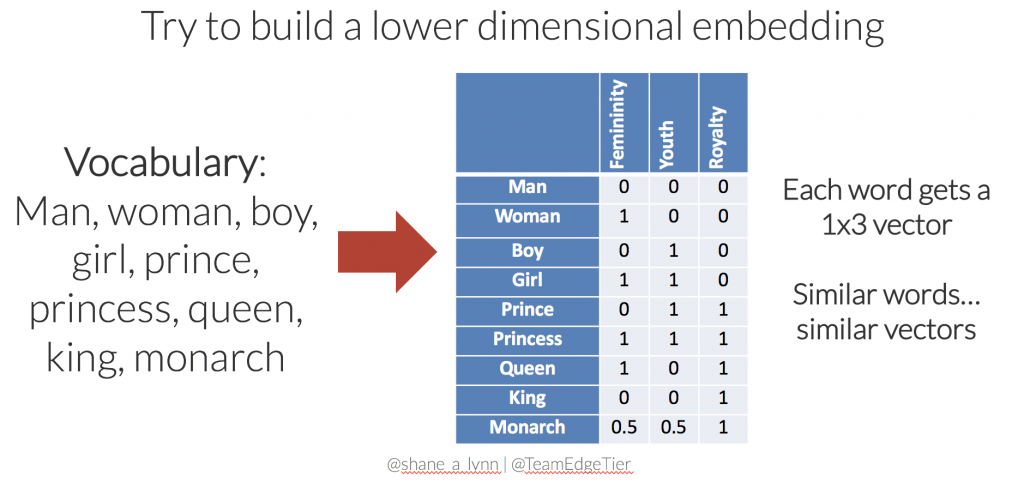 Try to build a lower dimensional embedding
Vocabulary:
Man, woman, boy,
girl, prince,
princess, queen,
king, monarch
Femininity Youth Royalty
Man 0 0 0
Woman 1 0 0
Boy 0 1 0
Girl 1 1 0
Prince 0 1 1
Princess 1 1 1
Queen 1 0 1
King 0 0 1
Monarch 0.5 0.5 1
Each word gets a
1x3 vector
Similar words...
similar vectors
@shane_a_lynn | @TeamEdgeTier